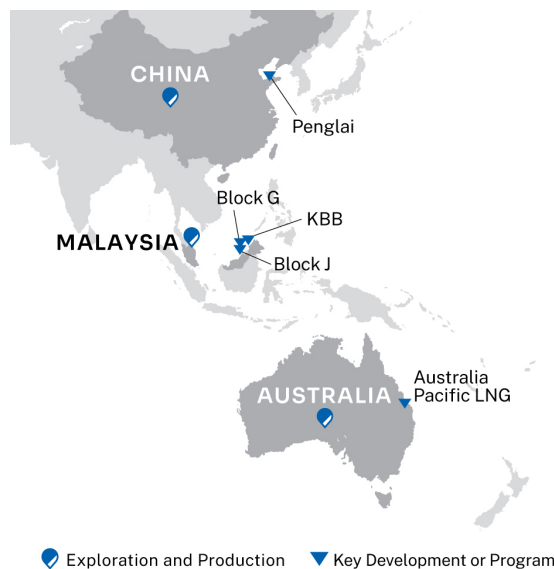 CHINA
Penglai
Block G
KBB
MALAYSIA
Block J
Australia
Pacific LNG
AUSTRALIA
Exploration and Production
Key Development or Program